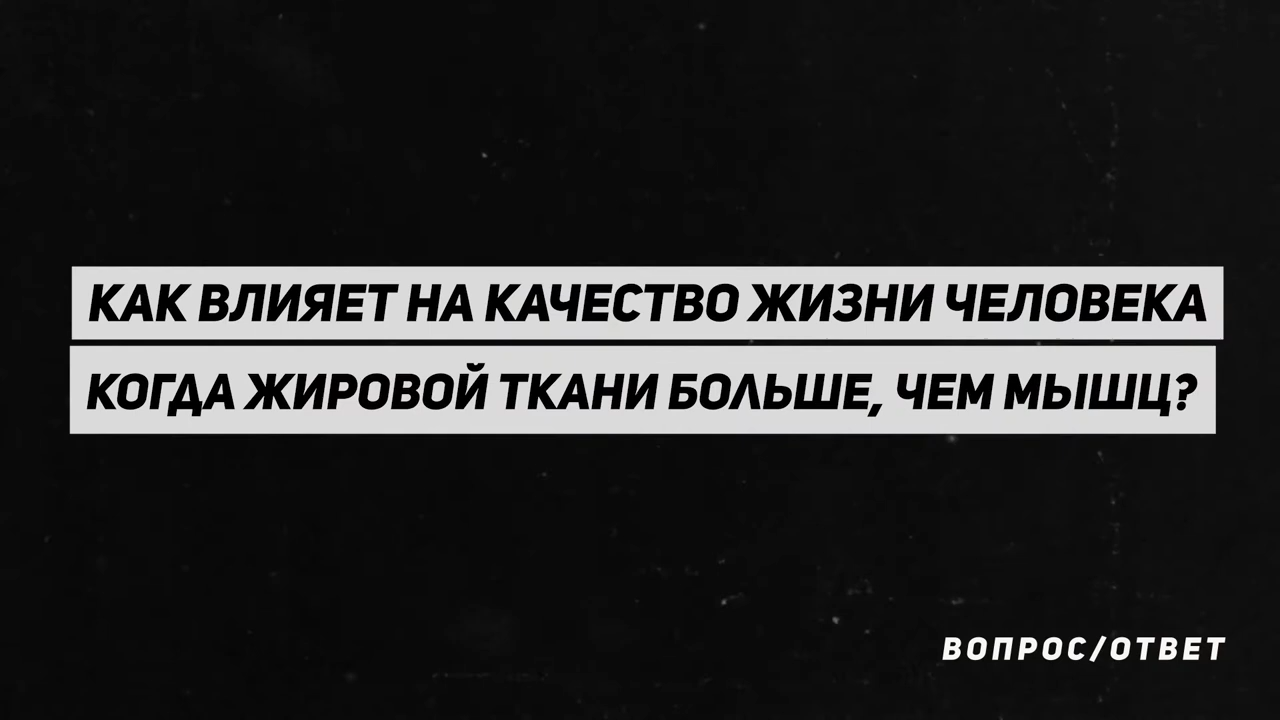 КАК ВЛИЯЕТ НА КАЧЕСТВО ЖИЗНИ ЧЕЛОВЕКА
КОГДА ЖИРОВОЙ ТКАНИ БОЛЬШЕ, ЧЕМ МЫШЦ?
ВОПРОС/ОТВЕТ